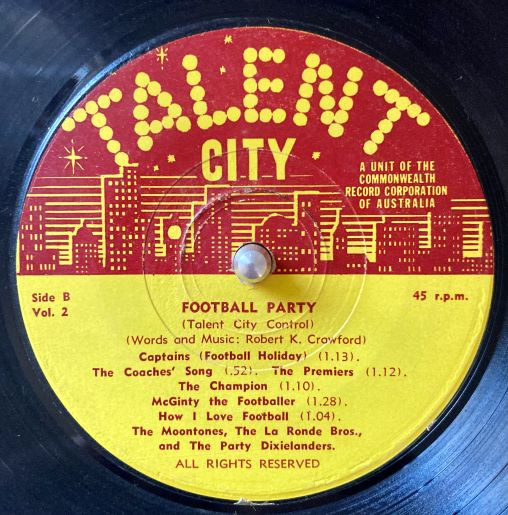 TALENT
CITY
A UNIT OF THE
COMMONWEALTH
RECORD CORPORATION
OF AUSTRALIA
Side B
Vol. 2
45 r.p.m.
FOOTBALL PARTY
(Talent City Control)
(Words and Music: Robert K. Crawford)
Captains (Football Holiday) (1.13).
The Coaches' Song (.52). The Premiers (1.12).
The Champion (1.10).
McGinty the Footballer (1.28).
How I Love Football (1.04).
The Moontones, The La Ronde Bros.,
and The Party Dixielanders.
ALL RIGHTS RESERVED